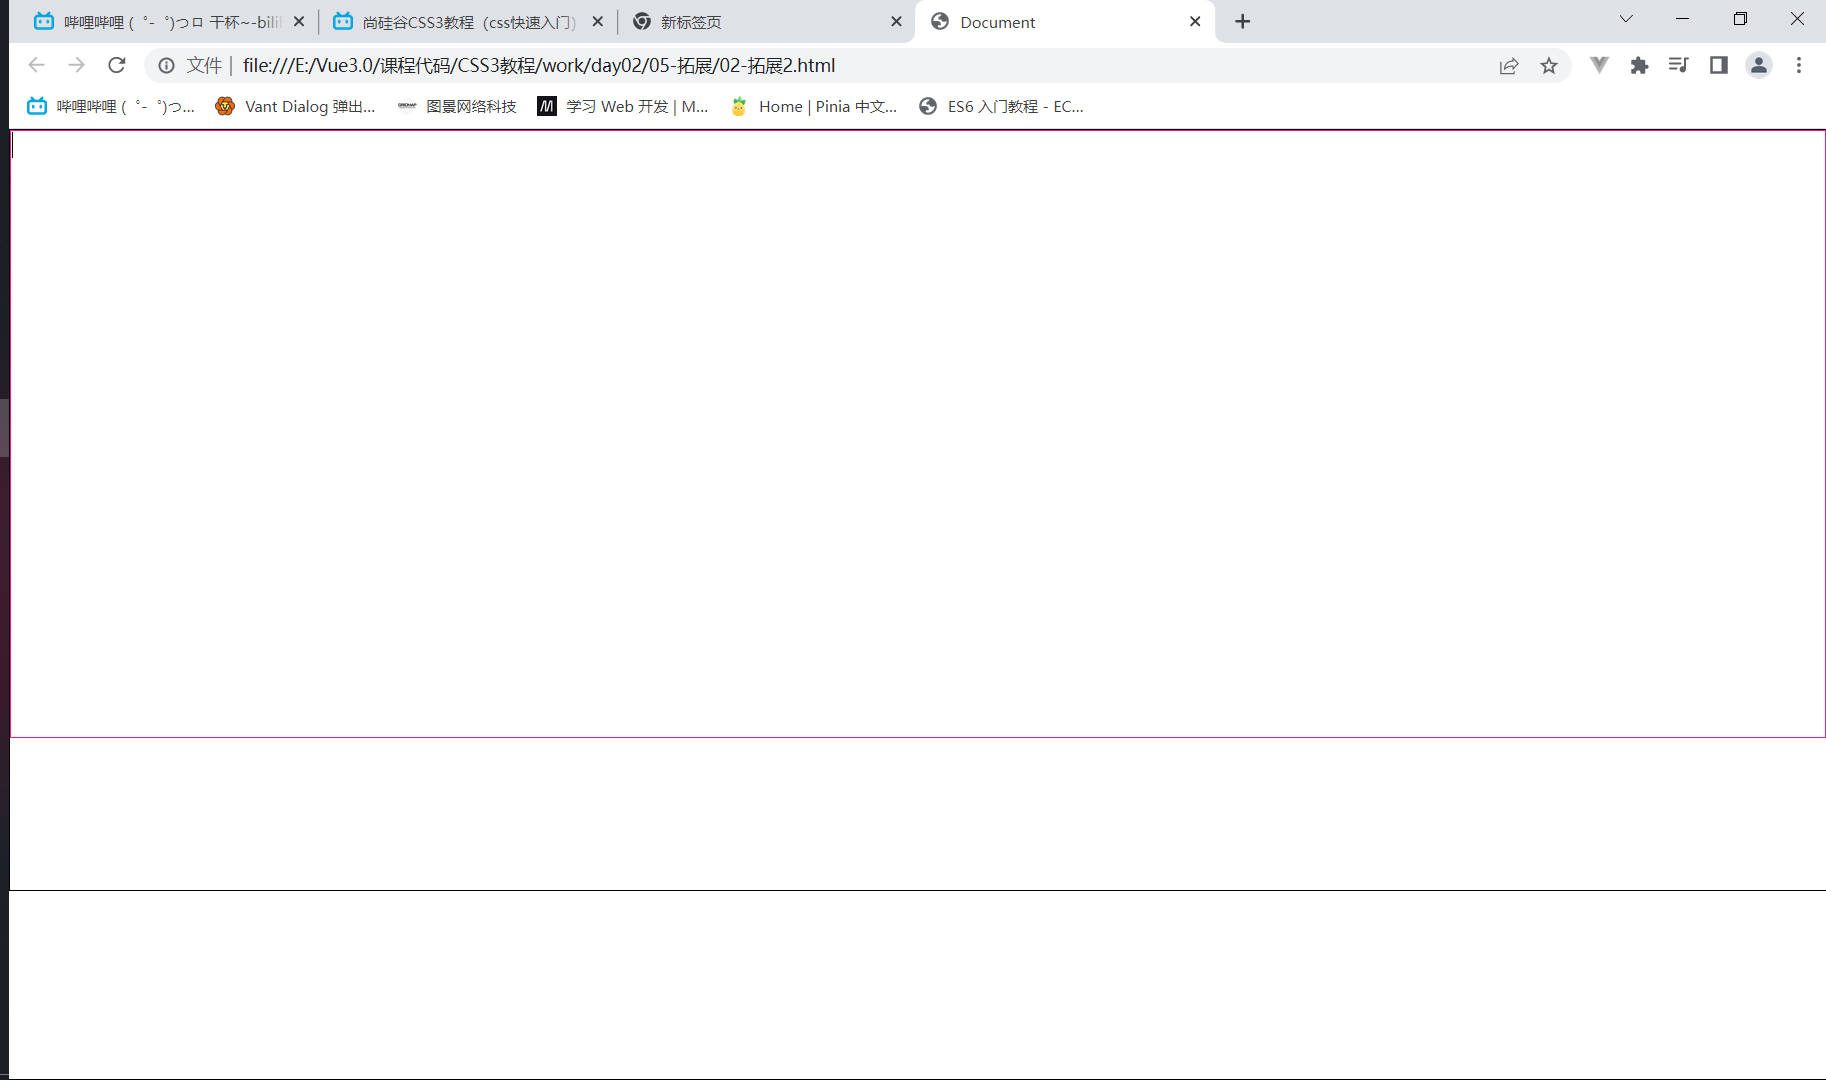 哔哩哔哩 (゜-゜)つロ 干杯~-bili
尚硅谷CSS3教程（css快速入门）
新标签页
Document
文件 | file:///E:/Vue3.0/课程代码/CSS3教程/work/day02/05-拓展/02-拓展2.html
哔哩哔哩 (゜-゜)つ...
Vant Dialog 弹出...
图景网络科技
学习 Web 开发 | M...
Home | Pinia 中文...
ES6 入门教程 - EC...